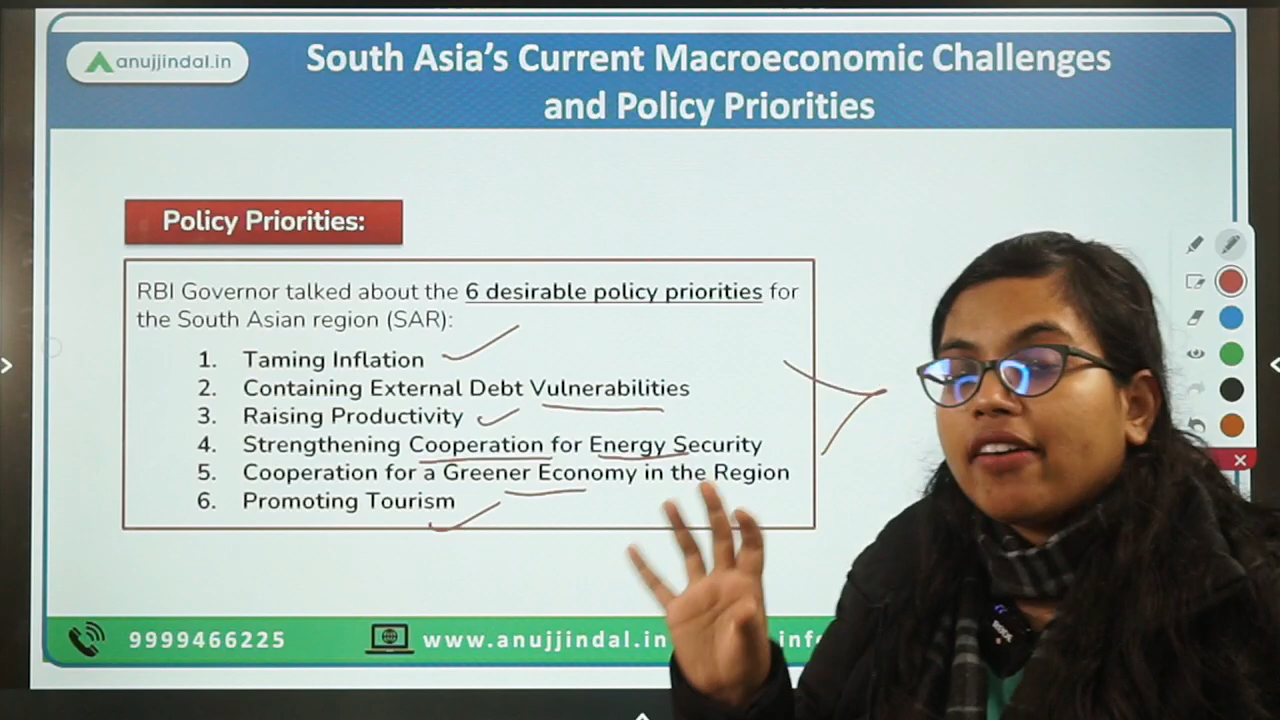 anujjindal.in
South Asia's Current Macroeconomic Challenges
and Policy Priorities
Policy Priorities:
RBI Governor talked about the 6 desirable policy priorities for
the South Asian region (SAR):
1. Taming Inflation
2. Containing External Debt Vulnerabilities
3. Raising Productivity
4. Strengthening Cooperation for Energy Security
5. Cooperation for a Greener Economy in the Region
6. Promoting Tourism
9999466225
www.anujjindal.in